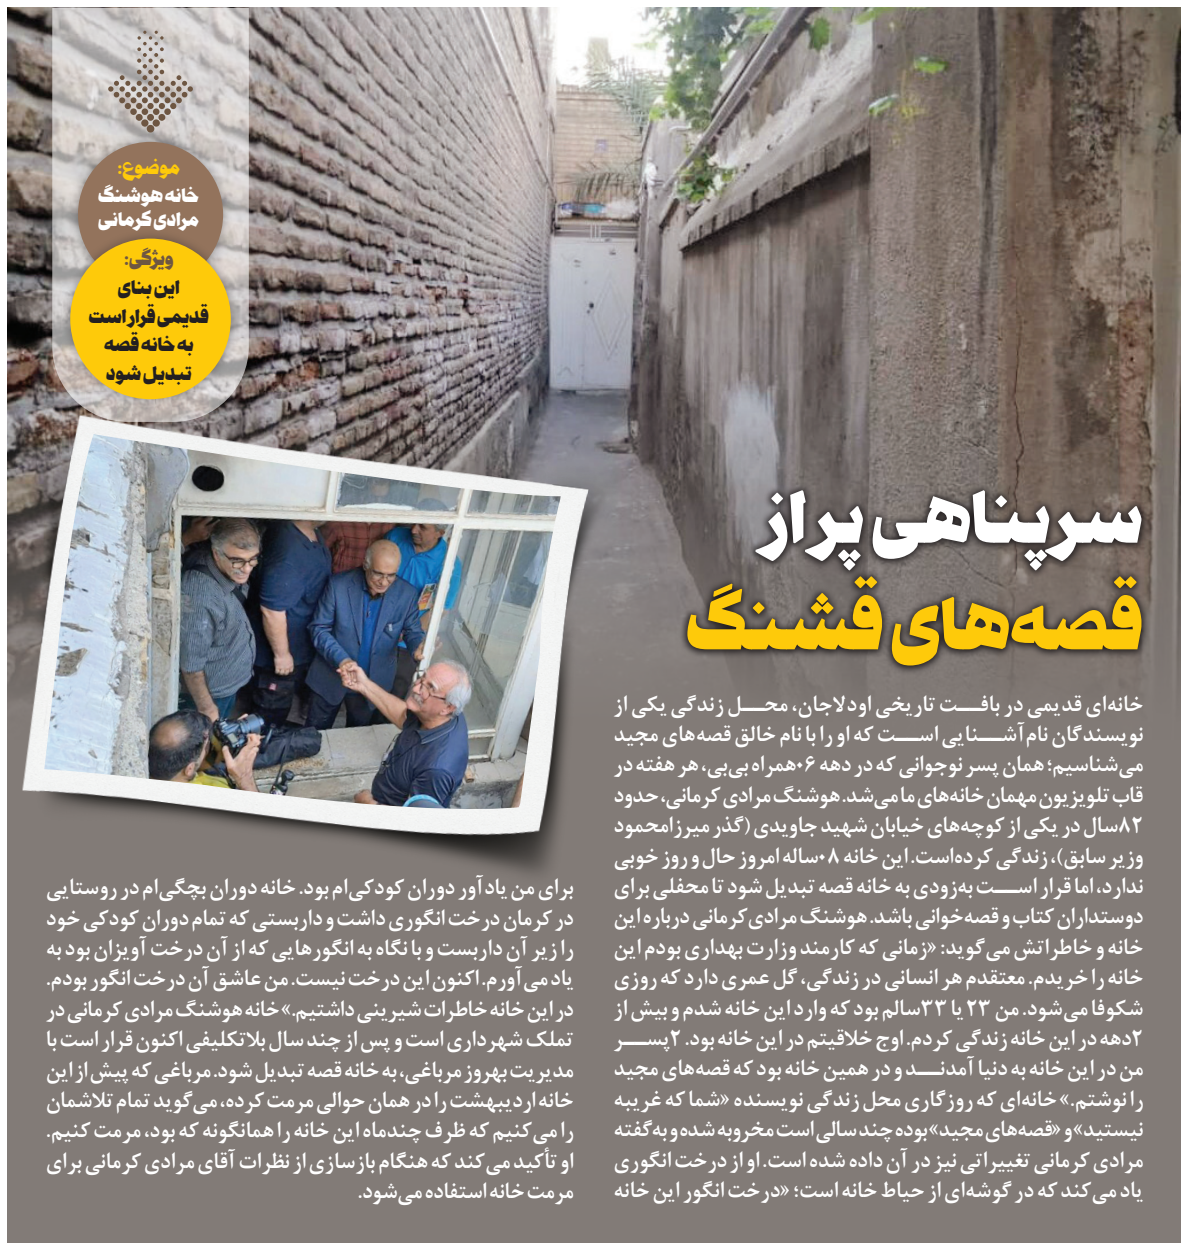 موضوع:
خانه هوشنگ
مرادی کرمانی
ویژگی:
این بنای
قدیمی قرار است
به خانه قصه
تبدیل شود
سرپناهی پر از
قصه‌های قشنگ
خانه‌ای قدیمی در بافت تاریخی اودلاجان، محل زندگی یکی از
نویسندگان نام‌آشنایی است که او را با نام خالق قصه‌های مجید
می‌شناسیم؛ همان پسر نوجوانی که در دهه ۰۶همراه بی‌بی، هر هفته در
قاب تلویزیون مهمان خانه‌های ما می‌شد. هوشنگ مرادی کرمانی، حدود
۸۲سال در یکی از کوچه‌های خیابان شهید جاویدی (گذر میرزامحمود
وزیر سابق)، زندگی کرده‌است. این خانه ۰۸ساله امروز حال و روز خوبی
ندارد، اما قرار است به‌زودی به خانه قصه تبدیل شود تا محفلی برای
دوستداران کتاب و قصه‌خوانی باشد. هوشنگ مرادی کرمانی درباره این
خانه و خاطراتش می‌گوید: «زمانی که کارمند وزارت بهداری بودم این
خانه را خریدم. معتقدم هر انسانی در زندگی، گل عمری دارد که روزی
شکوفا می‌شود. من ۲۳ یا ۳۳سالم بود که وارد این خانه شدم و بیش از
۲دهه در این خانه زندگی کردم. اوج خلاقیتم در این خانه بود. ۲پسر
من در این خانه به دنیا آمدند و در همین خانه بود که قصه‌های مجید
را نوشتم.» خانه‌ای که روزگاری محل زندگی نویسنده «شما که غریبه
نیستید» و «قصه‌های مجید» بوده چند سالی است مخروبه شده و به گفته
مرادی کرمانی تغییراتی نیز در آن داده شده است. او از درخت انگوری
یاد می‌کند که در گوشه‌ای از حیاط خانه است؛ «درخت انگور این خانه
برای من یادآور دوران کودکی‌ام بود. خانه دوران بچگی‌ام در روستایی
در کرمان درخت انگوری داشت و داربستی که تمام دوران کودکی خود
را زیر آن داربست و با نگاه به انگورهایی که از آن درخت آویزان بود به
یاد می‌آورم. اکنون این درخت نیست. من عاشق آن درخت انگور بودم.
در این خانه خاطرات شیرینی داشتیم.» خانه هوشنگ مرادی کرمانی در
تملک شهرداری است و پس از چند سال بلاتکلیفی اکنون قرار است با
مدیریت بهروز مرباغی، به خانه قصه تبدیل شود. مرباغی که پیش از این
خانه اردیبهشت را در همان حوالی مرمت کرده، می‌گوید تمام تلاشمان
را می‌کنیم که ظرف چندماه این خانه را همانگونه که بود، مرمت کنیم.
او تأکید می‌کند که هنگام بازسازی از نظرات آقای مرادی کرمانی برای
مرمت خانه استفاده می‌شود.